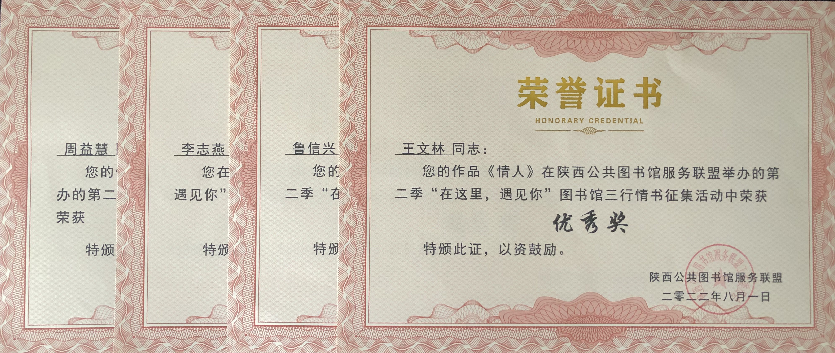 周益慧
您的
办的第二
荣获
特颁
李志燕
您在
遇见你”
特颁
鲁信兴
您的
二季“在
特颁
荣誉证书
HONORARY CREDENTIAL
王文林 同志：
您的作品《情人》在陕西公共图书馆服务联盟举办的第
二季“在这里，遇见你”图书馆三行情书征集活动中荣获
优秀奖
特颁此证，以资鼓励。
陕西公共图书馆服务联盟
二零二二年八月一日